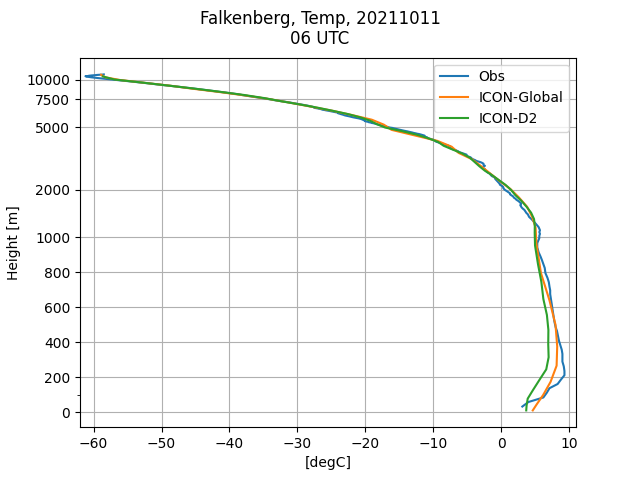 Falkenberg, Temp, 20211011
06 UTC
Obs
ICON-Global
ICON-D2
10000
7500
5000
2000
1000
800
600
400
200
0
Height [m]
−60 −50 −40 −30 −20 −10 0 10
[degC]